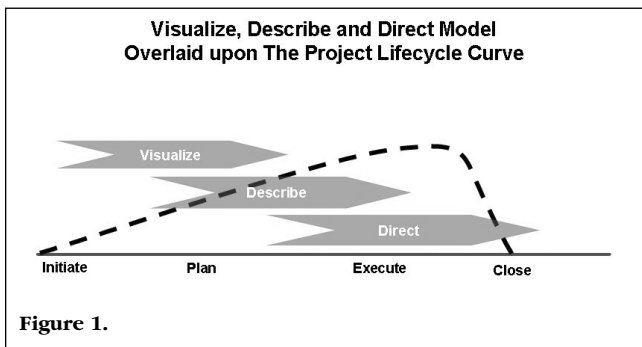 Visualize, Describe and Direct Model
Overlaid upon The Project Lifecycle Curve
Visualize
Describe
Direct
Initiate Plan Execute Close
Figure 1.